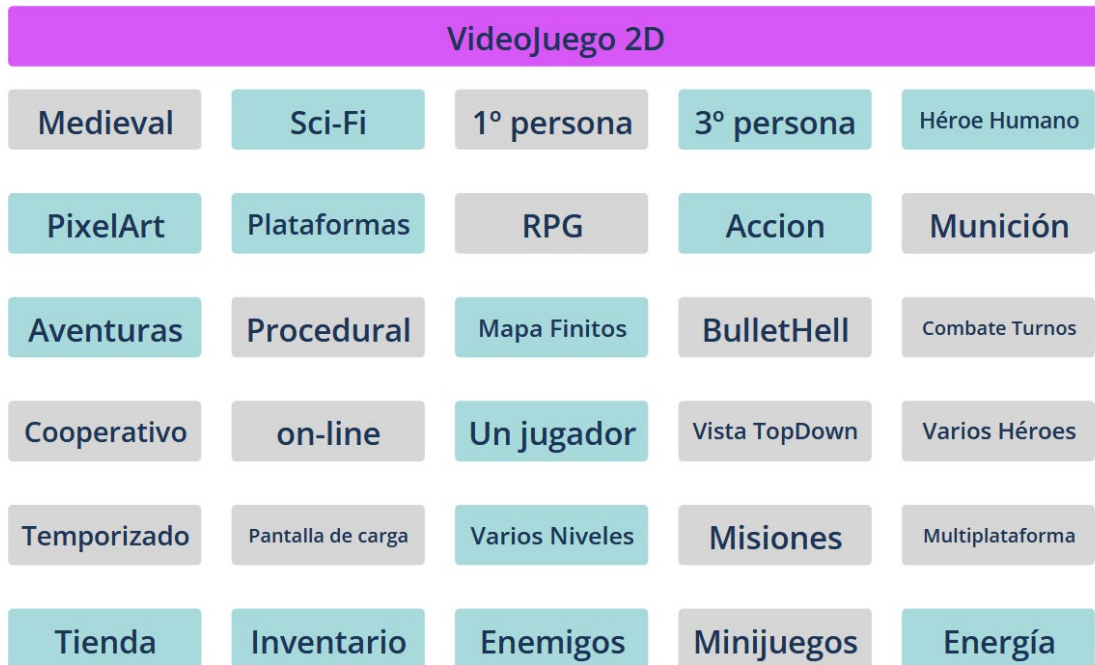 VideoJuego 2D
Medieval
Sci-Fi
1º persona
3º persona
Héroe Humano
PixelArt
Plataformas
RPG
Accion
Munición
Aventuras
Procedural
Mapa Finitos
BulletHell
Combate Turnos
Cooperativo
on-line
Un jugador
Vista TopDown
Varios Héroes
Temporizado
Pantalla de carga
Varios Niveles
Misiones
Multiplataforma
Tienda
Inventario
Enemigos
Minijuegos
Energía